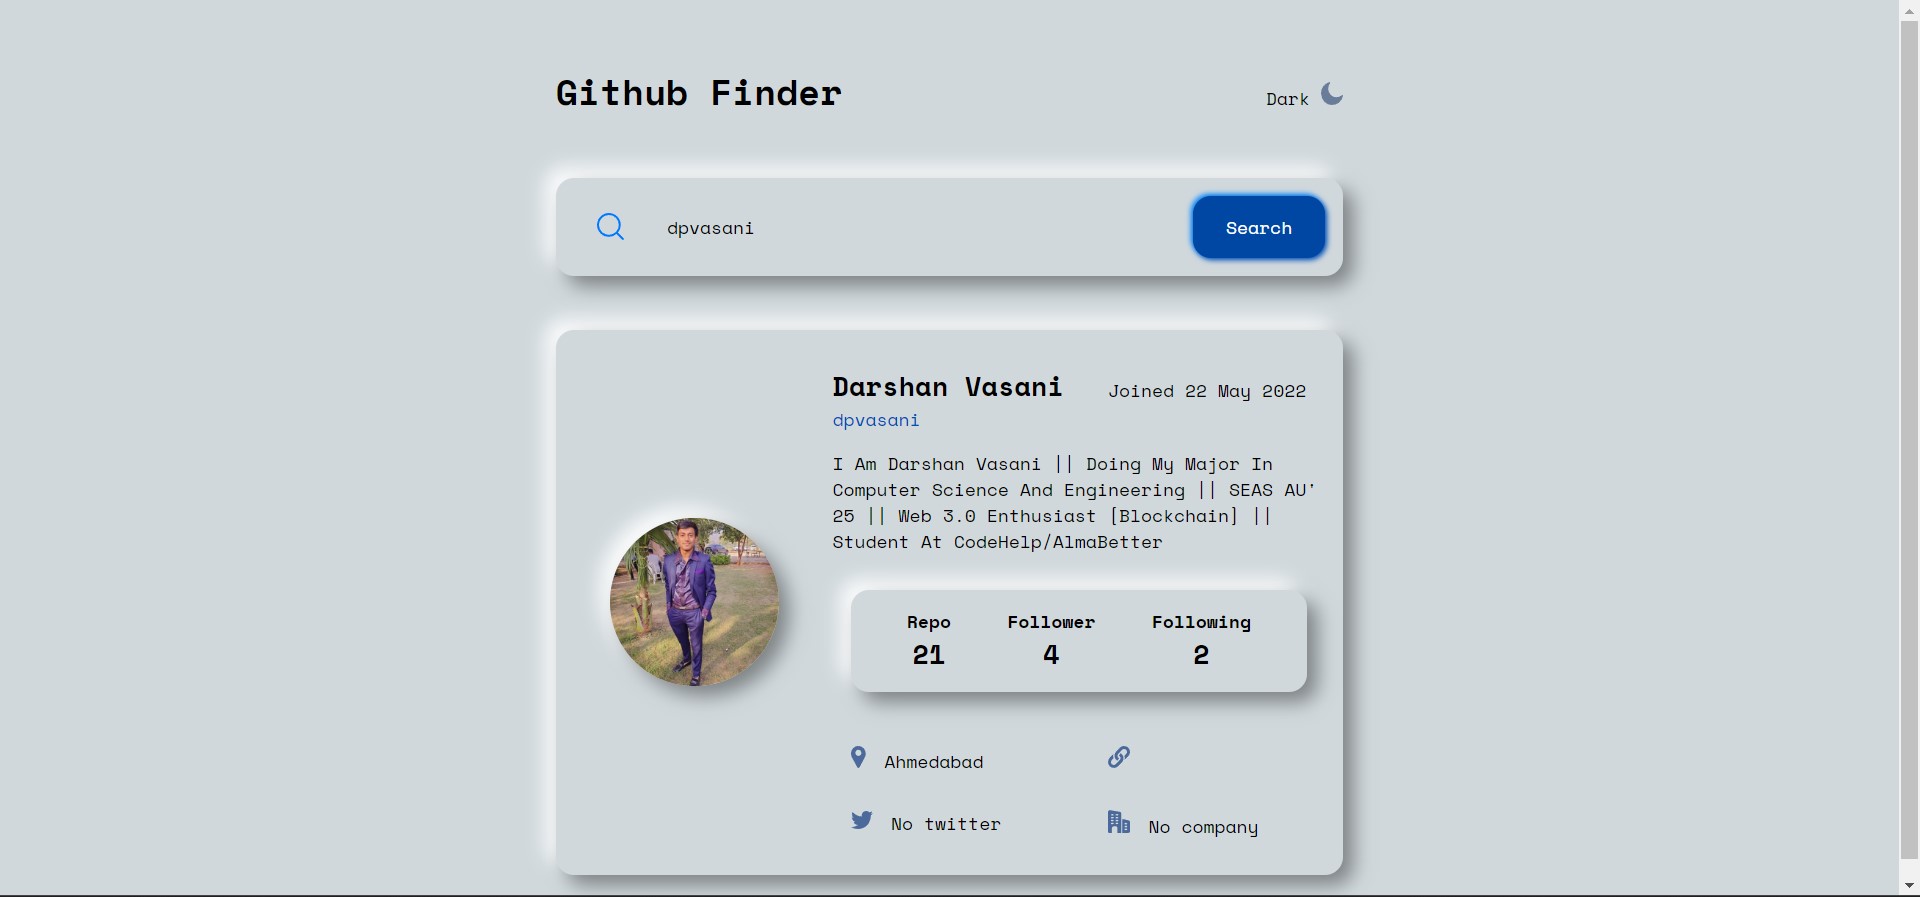 Github Finder
Dark
dpvasani
Search
Darshan Vasani
Joined 22 May 2022
dpvasani
I Am Darshan Vasani || Doing My Major In
Computer Science And Engineering || SEAS AU'
25 || Web 3.0 Enthusiast [Blockchain] ||
Student At CodeHelp/AlmaBetter
Repo Follower Following
21 4 2
Ahmedabad
No twitter
No company